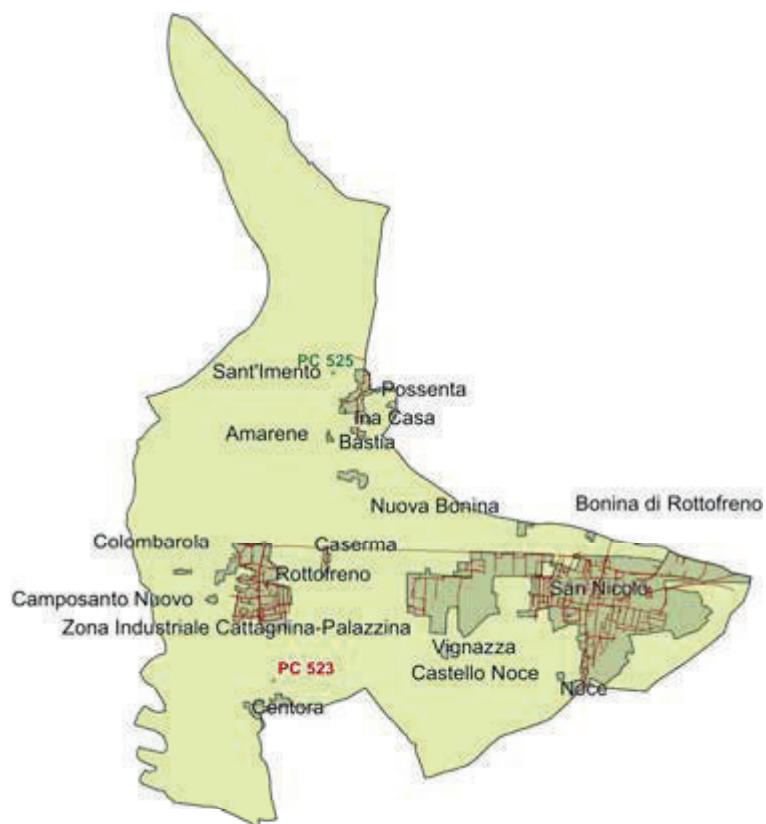 PC 525
Sant'Imento
Possenta
Ina Casa
Amarene
Bastia
Nuova Bonina
Bonina di Rottofreno
Colombarola
Caserma
Rottofreno
San Nicolo
Camposanto Nuovo
Zona Industriale Cattagnina-Palazzina
Vignazza
PC 523
Castello Noce
Noce
Centora